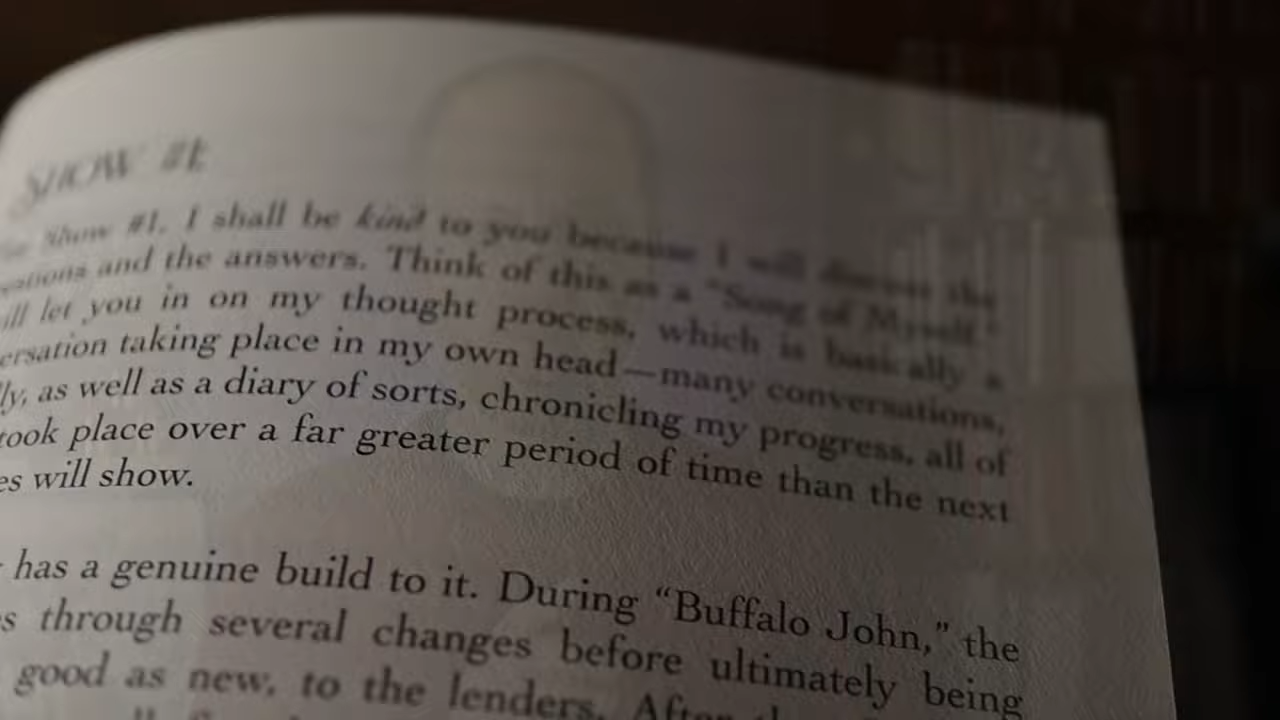 SHOW #1:
Show #1, I shall be kind to you because I will discuss the
and the answers. Think of this as a “Song of Myself.”
ill let you in on my thought process, which is basically a
ersation taking place in my own head—many conversations,
ly, as well as a diary of sorts, chronicling my progress, all of
took place over a far greater period of time than the next
es will show.
has a genuine build to it. During “Buffalo John,” the
s through several changes before ultimately being
good as new, to the lenders. After